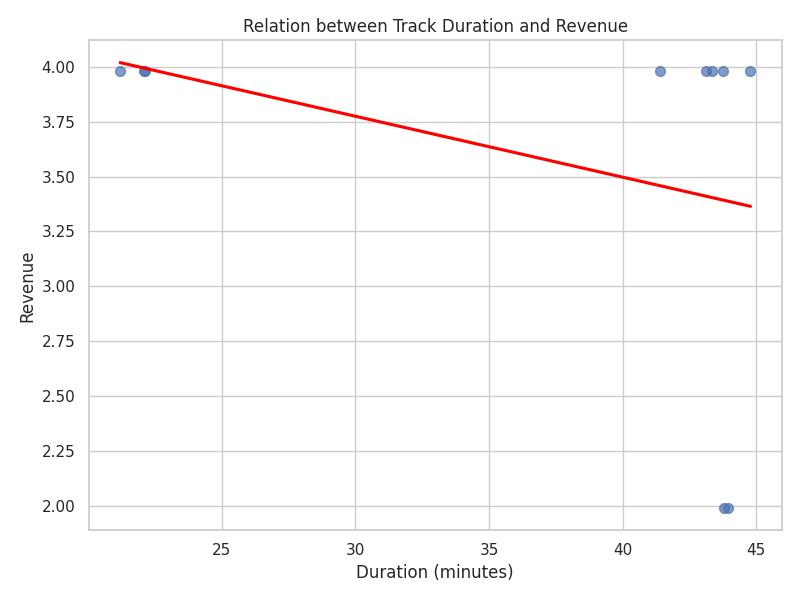 Relation between Track Duration and Revenue
4.00
3.75
3.50
3.25
3.00
2.75
2.50
2.25
2.00
Revenue
25 30 35 40 45
Duration (minutes)